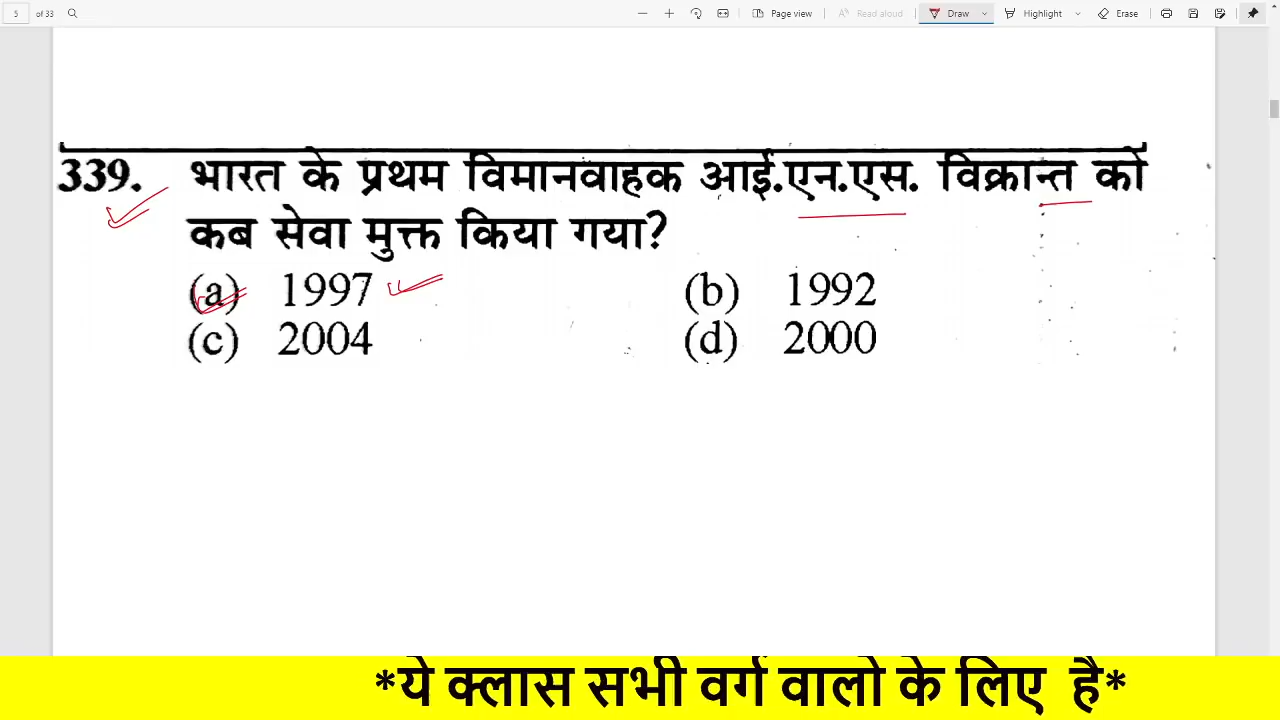 5 of 33 Page view Read aloud Draw Highlight Erase
339. भारत के प्रथम विमानवाहक आई.एन.एस. विक्रान्त को
कब सेवा मुक्त किया गया?
(a) 1997 (b) 1992
(c) 2004 (d) 2000
*ये क्लास सभी वर्ग वालो के लिए है*